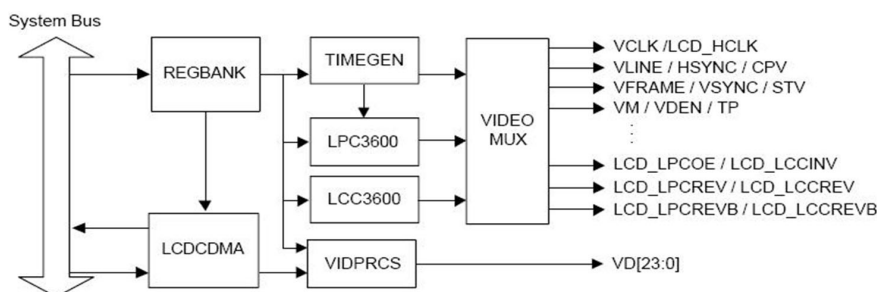 System Bus
REGBANK
TIMEGEN
LPC3600
LCC3600
VIDEO
MUX
LCDCDMA
VIDPRCS
VCLK /LCD_HCLK
VLINE / HSYNC / CPV
VFRAME / VSYNC / STV
VM / VDEN / TP
LCD_LPCOE / LCD_LCCINV
LCD_LPCREV / LCD_LCCREV
LCD_LPCREVB / LCD_LCCREVB
VD[23:0]